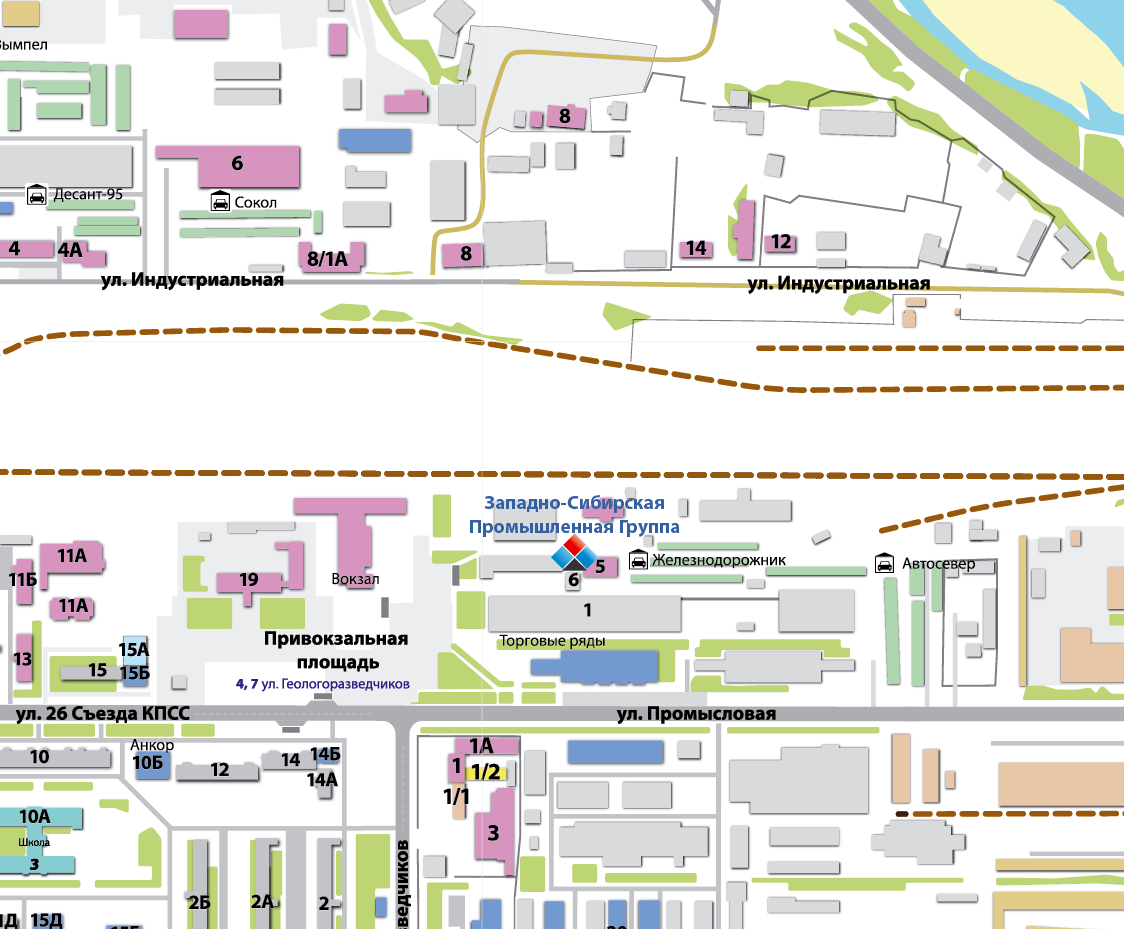 Вымпел
8
6
Десант-95
Сокол
4
4А
8/1А
8
14
12
ул. Индустриальная
ул. Индустриальная
Западно-Сибирская
Промышленная Группа
11А
11Б
19
Вокзал
5
6
Железнодорожник
Автосевер
11А
1
Привокзальная
площадь
Торговые ряды
13
15А
15
15Б
4, 7 ул. Геологоразведчиков
ул. 26 Съезда КПСС
ул. Промысловая
Анкор
10
10Б
12
14
14Б
14А
1А
1
1/2
1/1
10А
Школа
3
3
2Б
2А
2
ведчиков
15Д